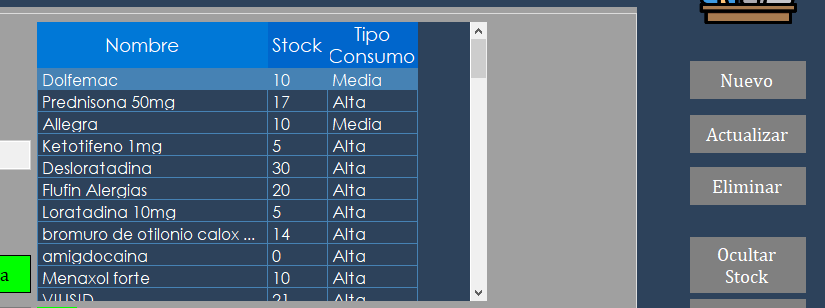 Nombre Stock Tipo Consumo
Dolfemac 10 Media
Prednisona 50mg 17 Alta
Allegra 10 Media
Ketotifeno 1mg 5 Alta
Desloratadina 30 Alta
Flufin Alergias 20 Alta
Loratadina 10mg 5 Alta
bromuro de otilonio calox ... 14 Alta
amigdocaina 0 Alta
Menaxol forte 10 Alta
VIUSID 21 Alta
a
Nuevo
Actualizar
Eliminar
Ocultar
Stock